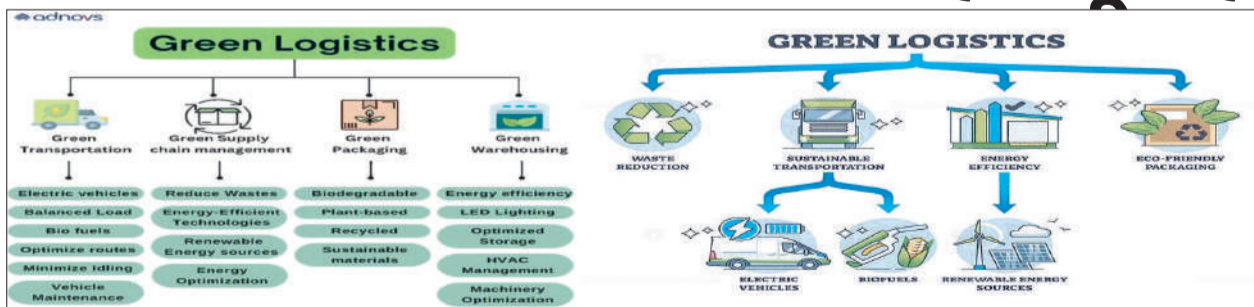 adnovs
Green Logistics
Green
Transportation
Electric vehicles
Balanced Load
Bio fuels
Optimize routes
Minimize Idling
Vehicle
Maintenance
Green Supply
chain management
Reduce Wastes
Energy-Efficient
Technologies
Renewable
Energy sources
Energy
Optimization
Green
Packaging
Biodegradable
Plant-based
Recycled
Sustainable
materials
Green
Warehousing
Energy efficiency
LED Lighting
Optimized
Storage
HVAC
Management
Machinery
Optimization
GREEN LOGISTICS
WASTE
REDUCTION
SUSTAINABLE
TRANSPORTATION
ENERGY
EFFICIENCY
ECO-FRIENDLY
PACKAGING
ELECTRIC
VEHICLES
BIOFUELS
RENEWABLE ENERGY
SOURCES